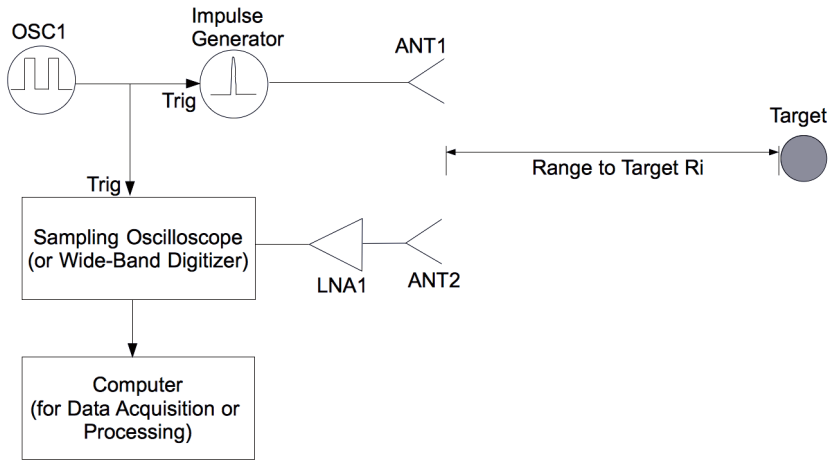 OSC1
Impulse
Generator
ANT1
Trig
Target
Range to Target Ri
Trig
Sampling Oscilloscope
(or Wide-Band Digitizer)
LNA1
ANT2
Computer
(for Data Acquisition or
Processing)